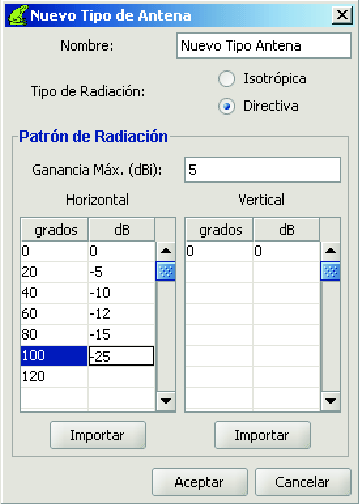 Nuevo Tipo de Antena
Nombre: Nuevo Tipo Antena
Tipo de Radiación:
Isotrópica
Directiva
Patrón de Radiación
Ganancia Máx. (dBi): 5
Horizontal Vertical
grados dB grados dB
0 0 0 0
20 -5
40 -10
60 -12
80 -15
100 -25
120
Importar Importar
Aceptar Cancelar